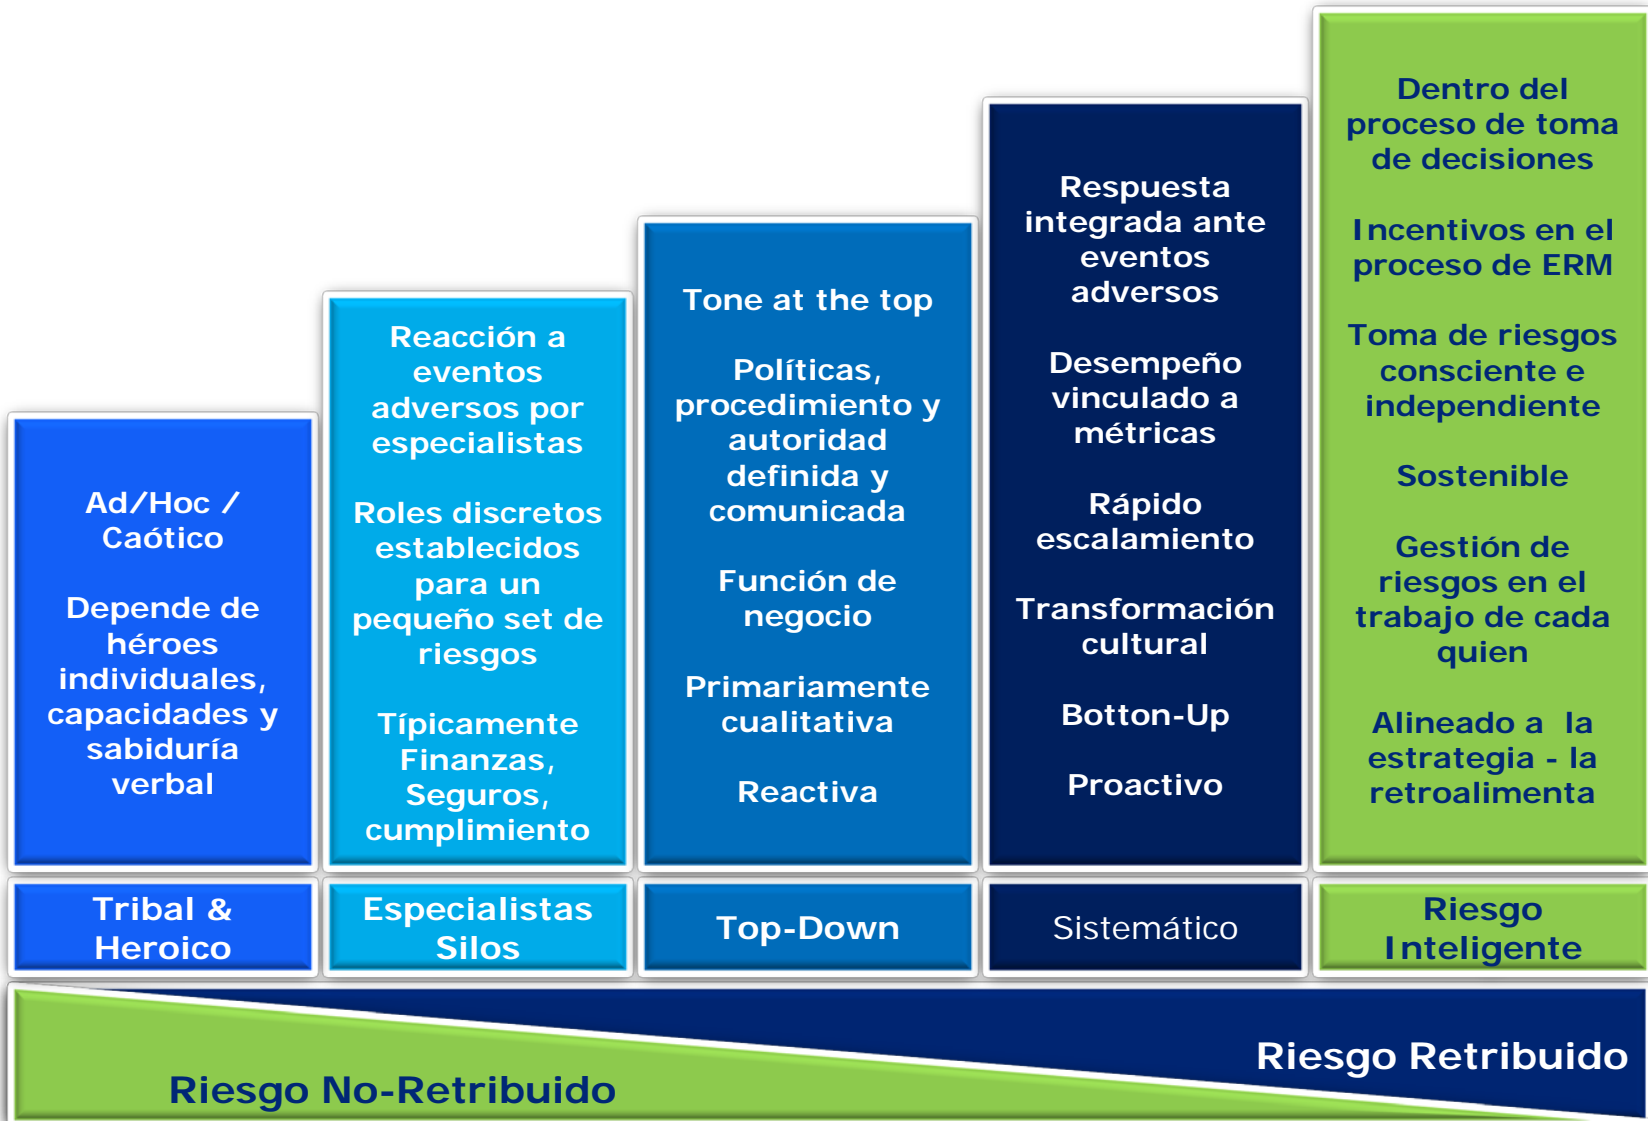 Ad/Hoc /
Caótico
Depende de
héroes
individuales,
capacidades y
sabiduría
verbal
Tribal &
Heroico
Reacción a
eventos
adversos por
especialistas
Roles discretos
establecidos
para un
pequeño set de
riesgos
Típicamente
Finanzas,
Seguros,
cumplimiento
Especialistas
Silos
Tone at the top
Políticas,
procedimiento y
autoridad
definida y
comunicada
Función de
negocio
Primariamente
cualitativa
Reactiva
Top-Down
Respuesta
integrada ante
eventos
adversos
Desempeño
vinculado a
métricas
Rápido
escalamiento
Transformación
cultural
Botton-Up
Proactivo
Sistemático
Dentro del
proceso de toma
de decisiones
Incentivos en el
proceso de ERM
Toma de riesgos
consciente e
independiente
Sostenible
Gestión de
riesgos en el
trabajo de cada
quien
Alineado a la
estrategia - la
retroalimenta
Riesgo
Inteligente
Riesgo No-Retribuido
Riesgo Retribuido